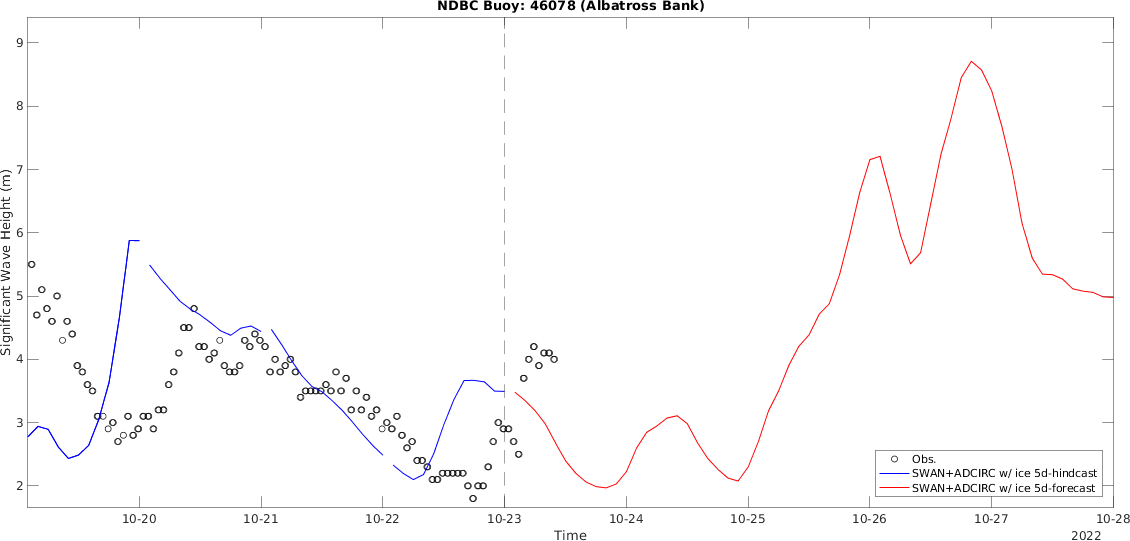 NDBC Buoy: 46078 (Albatross Bank)
9
8
7
6
5
4
3
2
Significant Wave Height (m)
Obs.
SWAN+ADCIRC w/ ice 5d-hindcast
SWAN+ADCIRC w/ ice 5d-forecast
10-20 10-21 10-22 10-23 10-24 10-25 10-26 10-27 10-28
Time
2022